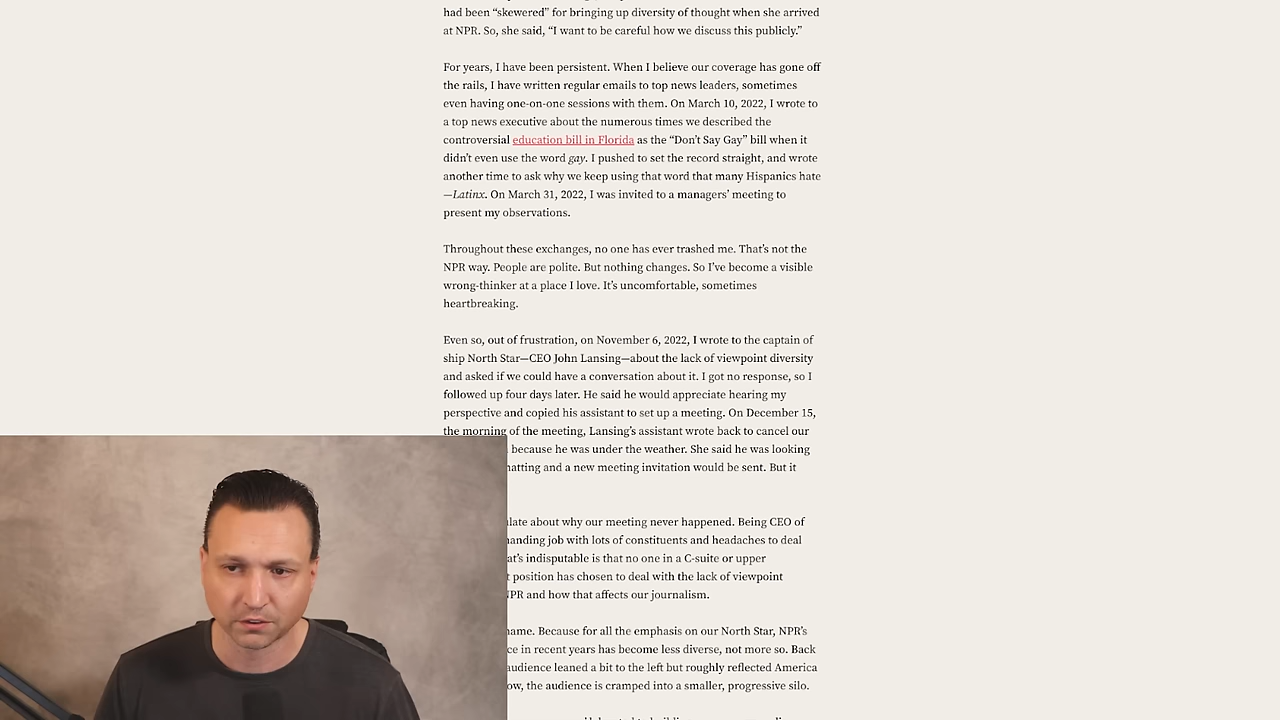 had been “skewered” for bringing up diversity of thought when she arrived
at NPR. So, she said, “I want to be careful how we discuss this publicly.”
For years, I have been persistent. When I believe our coverage has gone off
the rails, I have written regular emails to top news leaders, sometimes
even having one-on-one sessions with them. On March 10, 2022, I wrote to
a top news executive about the numerous times we described the
controversial education bill in Florida as the “Don’t Say Gay” bill when it
didn’t even use the word gay. I pushed to set the record straight, and wrote
another time to ask why we keep using that word that many Hispanics hate
—Latinx. On March 31, 2022, I was invited to a managers’ meeting to
present my observations.
Throughout these exchanges, no one has ever trashed me. That’s not the
NPR way. People are polite. But nothing changes. So I’ve become a visible
wrong-thinker at a place I love. It’s uncomfortable, sometimes
heartbreaking.
Even so, out of frustration, on November 6, 2022, I wrote to the captain of
ship North Star—CEO John Lansing—about the lack of viewpoint diversity
and asked if we could have a conversation about it. I got no response, so I
followed up four days later. He said he would appreciate hearing my
perspective and copied his assistant to set up a meeting. On December 15,
the morning of the meeting, Lansing’s assistant wrote back to cancel our
because he was under the weather. She said he was looking
and a new meeting invitation would be sent. But it
about why our meeting never happened. Being CEO of
job with lots of constituents and headaches to deal
indisputable is that no one in a C-suite or upper
position has chosen to deal with the lack of viewpoint
and how that affects our journalism.
Because for all the emphasis on our North Star, NPR’s
in recent years has become less diverse, not more so. Back
audience leaned a bit to the left but roughly reflected America
the audience is cramped into a smaller, progressive silo.